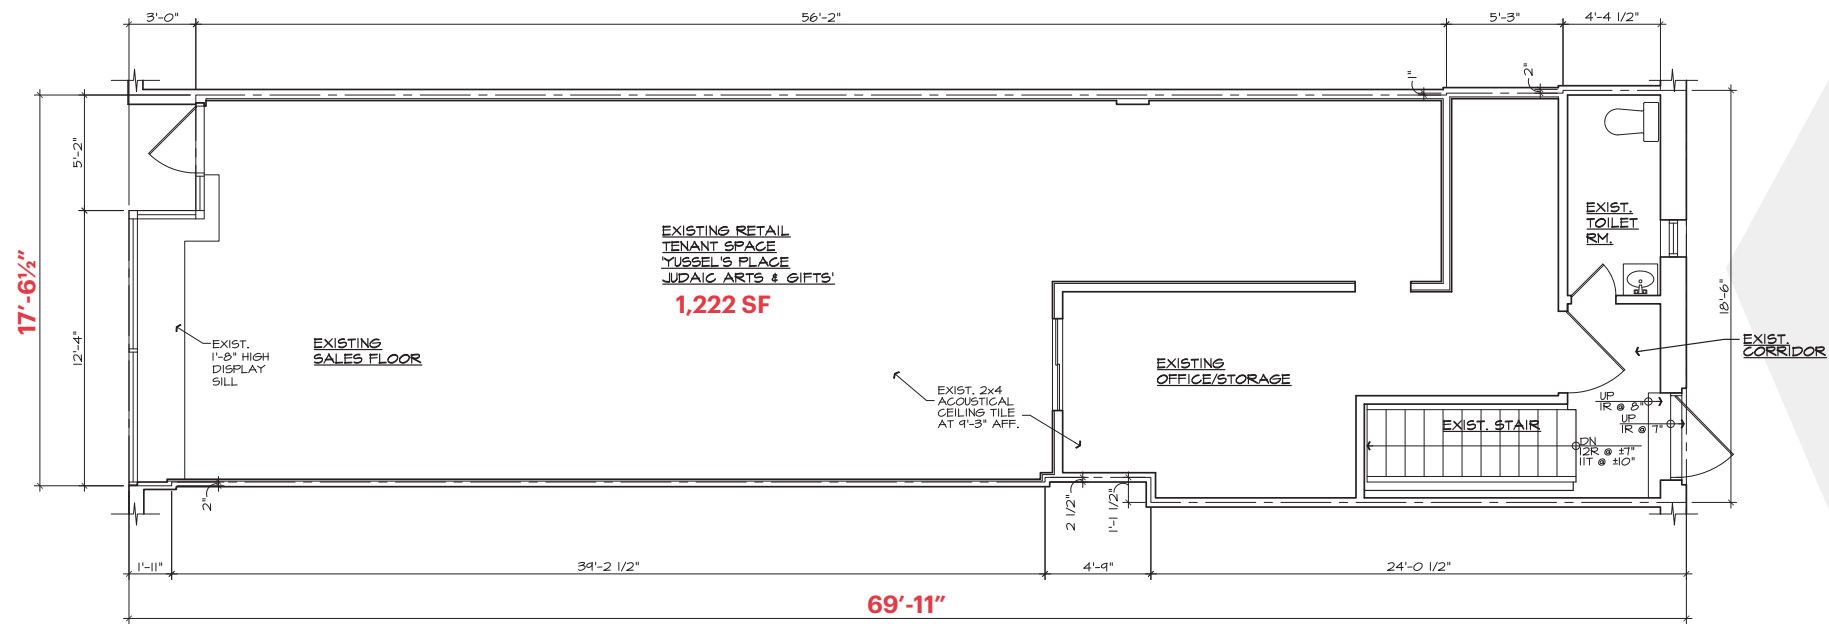 3'-0"
56'-2"
5'-3"
4'-4 1/2"
1"
2"
5'-2"
17'-6½"
12'-4"
18'-6"
EXIST.
TOILET
RM.
EXISTING RETAIL
TENANT SPACE
'YUSSEL'S PLACE
JUDAIC ARTS & GIFTS'
1,222 SF
EXIST.
1'-8" HIGH
DISPLAY
SILL
EXISTING
SALES FLOOR
EXISTING
OFFICE/STORAGE
EXIST.
CORRIDOR
EXIST. 2x4
ACOUSTICAL
CEILING TILE
AT 9'-3" AFF.
UP
1R @ 8"
UP
1R @ 7"
EXIST. STAIR
DN
12R @ ±7"
11T @ ±10"
2"
2 1/2"
1'-1 1/2"
1'-11"
39'-2 1/2"
4'-9"
24'-0 1/2"
69'-11"